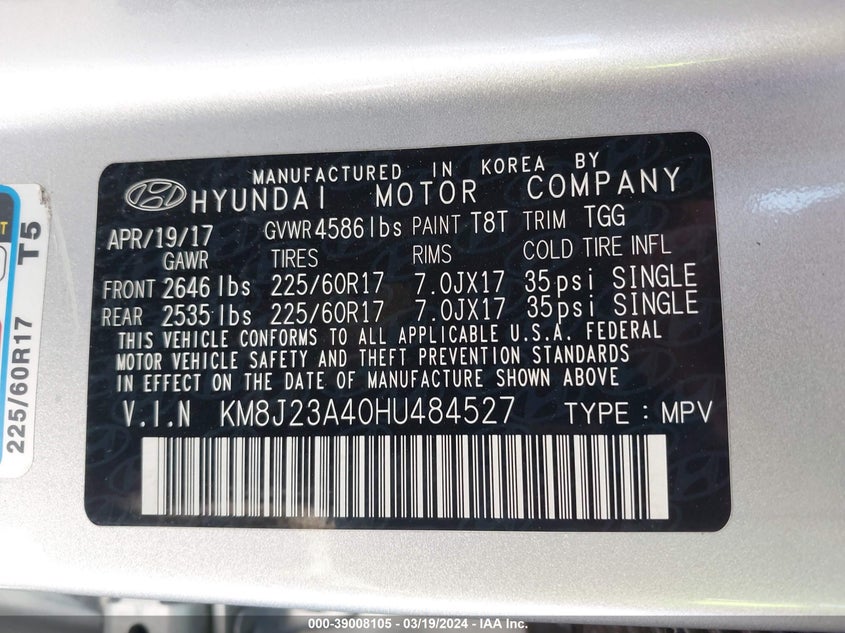 MANUFACTURED IN KOREA BY
HYUNDAI MOTOR COMPANY
APR/19/17 GVWR 4586 lbs PAINT T8T TRIM TGG
GAWR TIRES RIMS COLD TIRE INFL
FRONT 2646 lbs 225/60R17 7.0JX17 35psi SINGLE
REAR 2535 lbs 225/60R17 7.0JX17 35psi SINGLE
THIS VEHICLE CONFORMS TO ALL APPLICABLE U.S.A. FEDERAL
MOTOR VEHICLE SAFETY AND THEFT PREVENTION STANDARDS
IN EFFECT ON THE DATE OF MANUFACTURE SHOWN ABOVE
V.I.N KM8J23A40HU484527 TYPE : MPV
225/60R17 T5
000-39008105 - 03/19/2024 - IAA Inc.